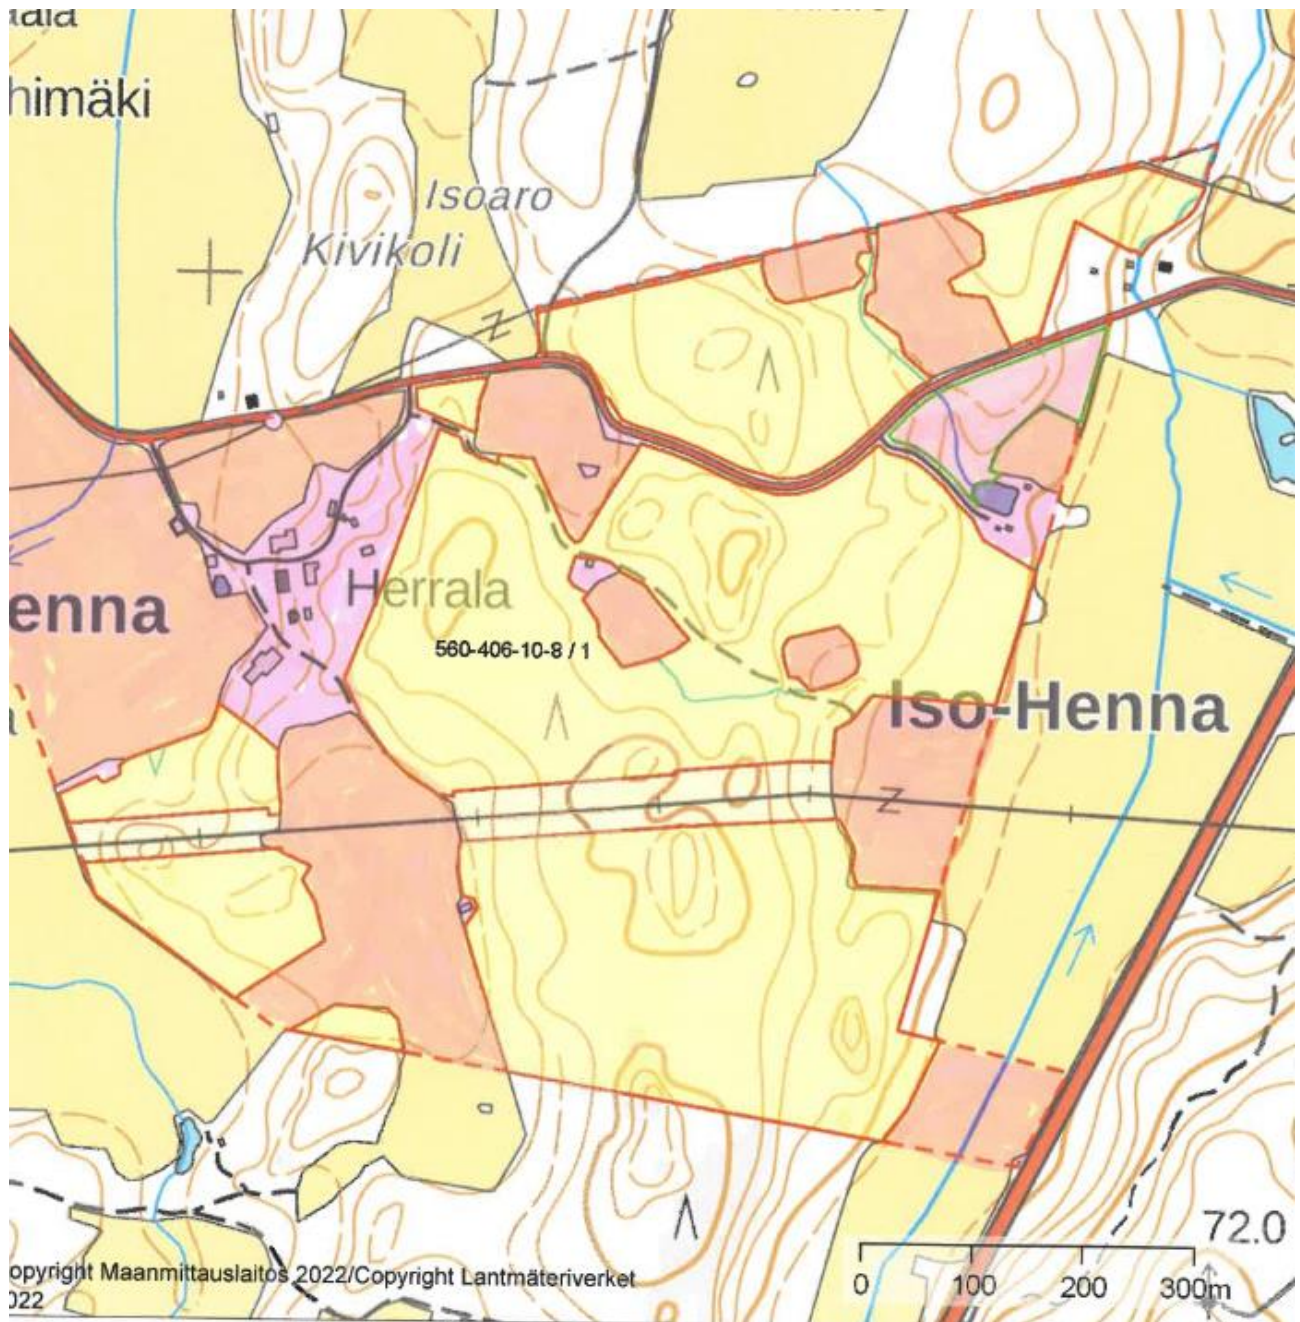 himäki
Isoaro
Kivikoli
Z
enna
Herrala
560-406-10-8 / 1
Iso-Henna
Z
72.0
0 100 200 300m
opyright Maanmittauslaitos 2022/Copyright Lantmäteriverket
022